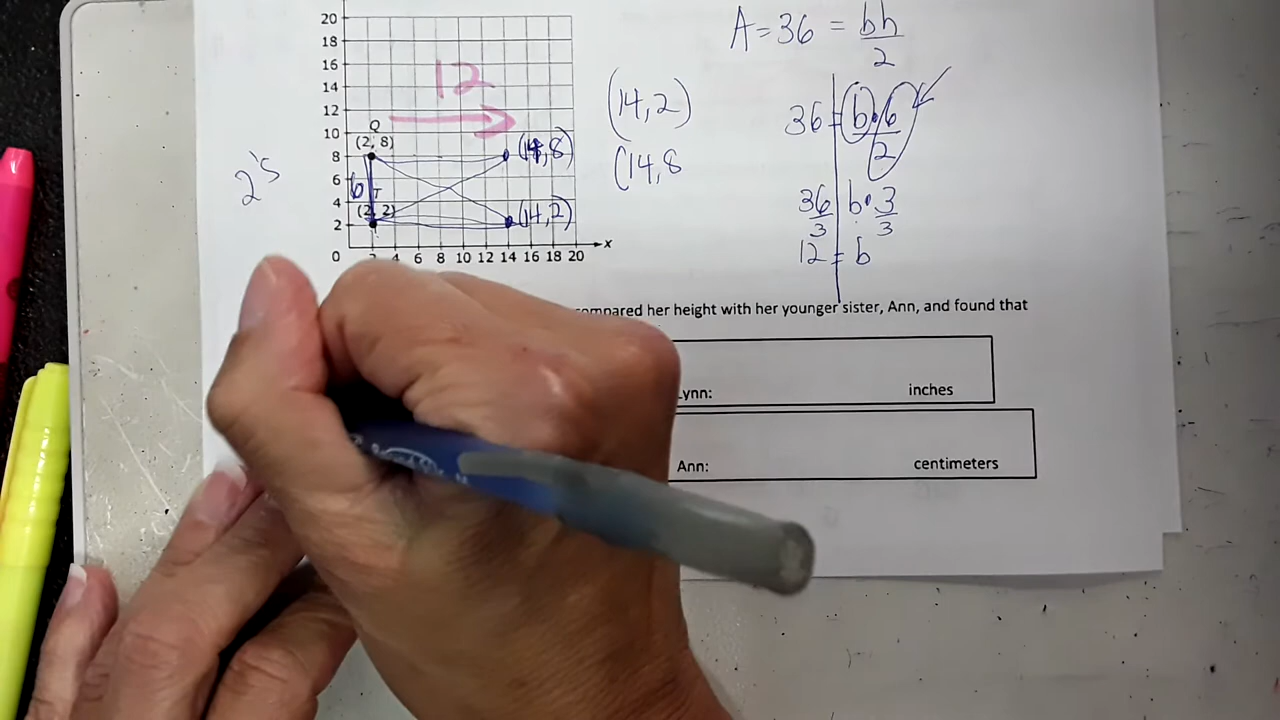 20
18
16
14
12
10
8
6
4
2
0
4 6 8 10 12 14 16 18 20
x
12
Q
(2, 8)
T
(2, 2)
6
(14,8)
(14,2)
2's
(14,2)
(14,8
A = 36 = bh
2
36 = b·6
2
36 b·3
3 3
12 = b
compared her height with her younger sister, Ann, and found that
Lynn: inches
Ann: centimeters